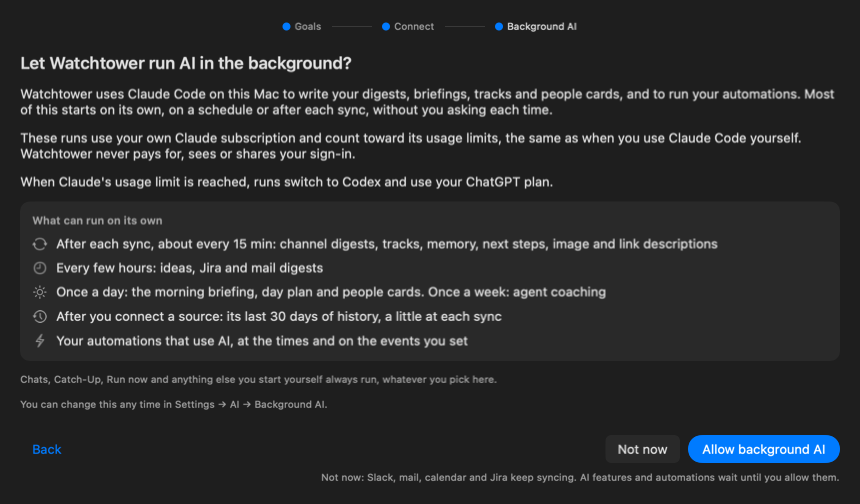 Goals
Connect
Background AI
Let Watchtower run AI in the background?
Watchtower uses Claude Code on this Mac to write your digests, briefings, tracks and people cards, and to run your automations. Most
of this starts on its own, on a schedule or after each sync, without you asking each time.
These runs use your own Claude subscription and count toward its usage limits, the same as when you use Claude Code yourself.
Watchtower never pays for, sees or shares your sign-in.
When Claude's usage limit is reached, runs switch to Codex and use your ChatGPT plan.
What can run on its own
After each sync, about every 15 min: channel digests, tracks, memory, next steps, image and link descriptions
Every few hours: ideas, Jira and mail digests
Once a day: the morning briefing, day plan and people cards. Once a week: agent coaching
After you connect a source: its last 30 days of history, a little at each sync
Your automations that use AI, at the times and on the events you set
Chats, Catch-Up, Run now and anything else you start yourself always run, whatever you pick here.
You can change this any time in Settings → AI → Background AI.
Back
Not now
Allow background AI
Not now: Slack, mail, calendar and Jira keep syncing. AI features and automations wait until you allow them.